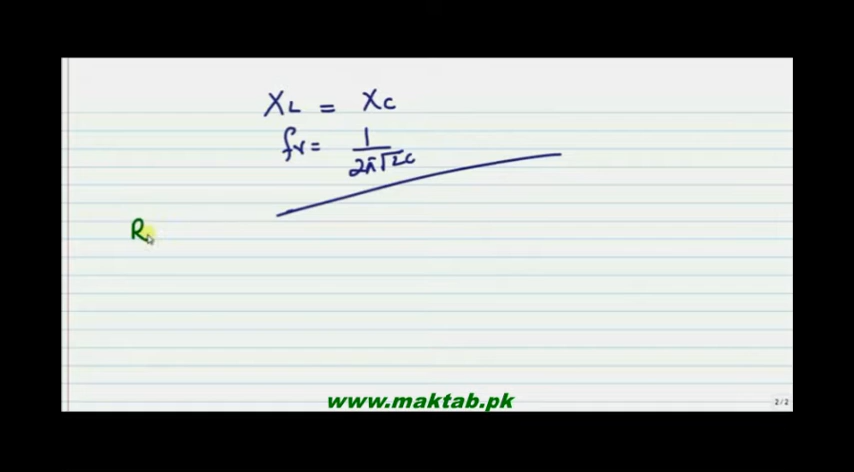 XL = XC
fr = 1/2π√LC
R
www.maktab.pk
2/2